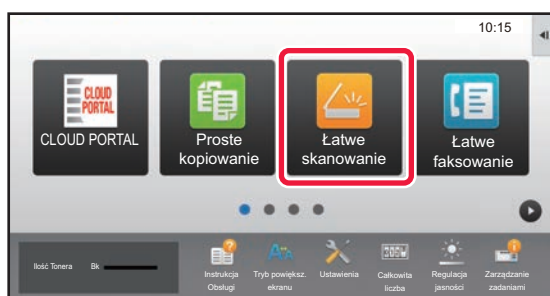 10:15
CLOUD
PORTAL
CLOUD PORTAL
Proste
kopiowanie
Łatwe
skanowanie
Łatwe
faksowanie
Ilość Tonera Bk
Instrukcja
Obsługi
Tryb powiększ.
ekranu
Ustawienia
Całkowita
liczba
Regulacja
jasności
Zarządzanie
zadaniami